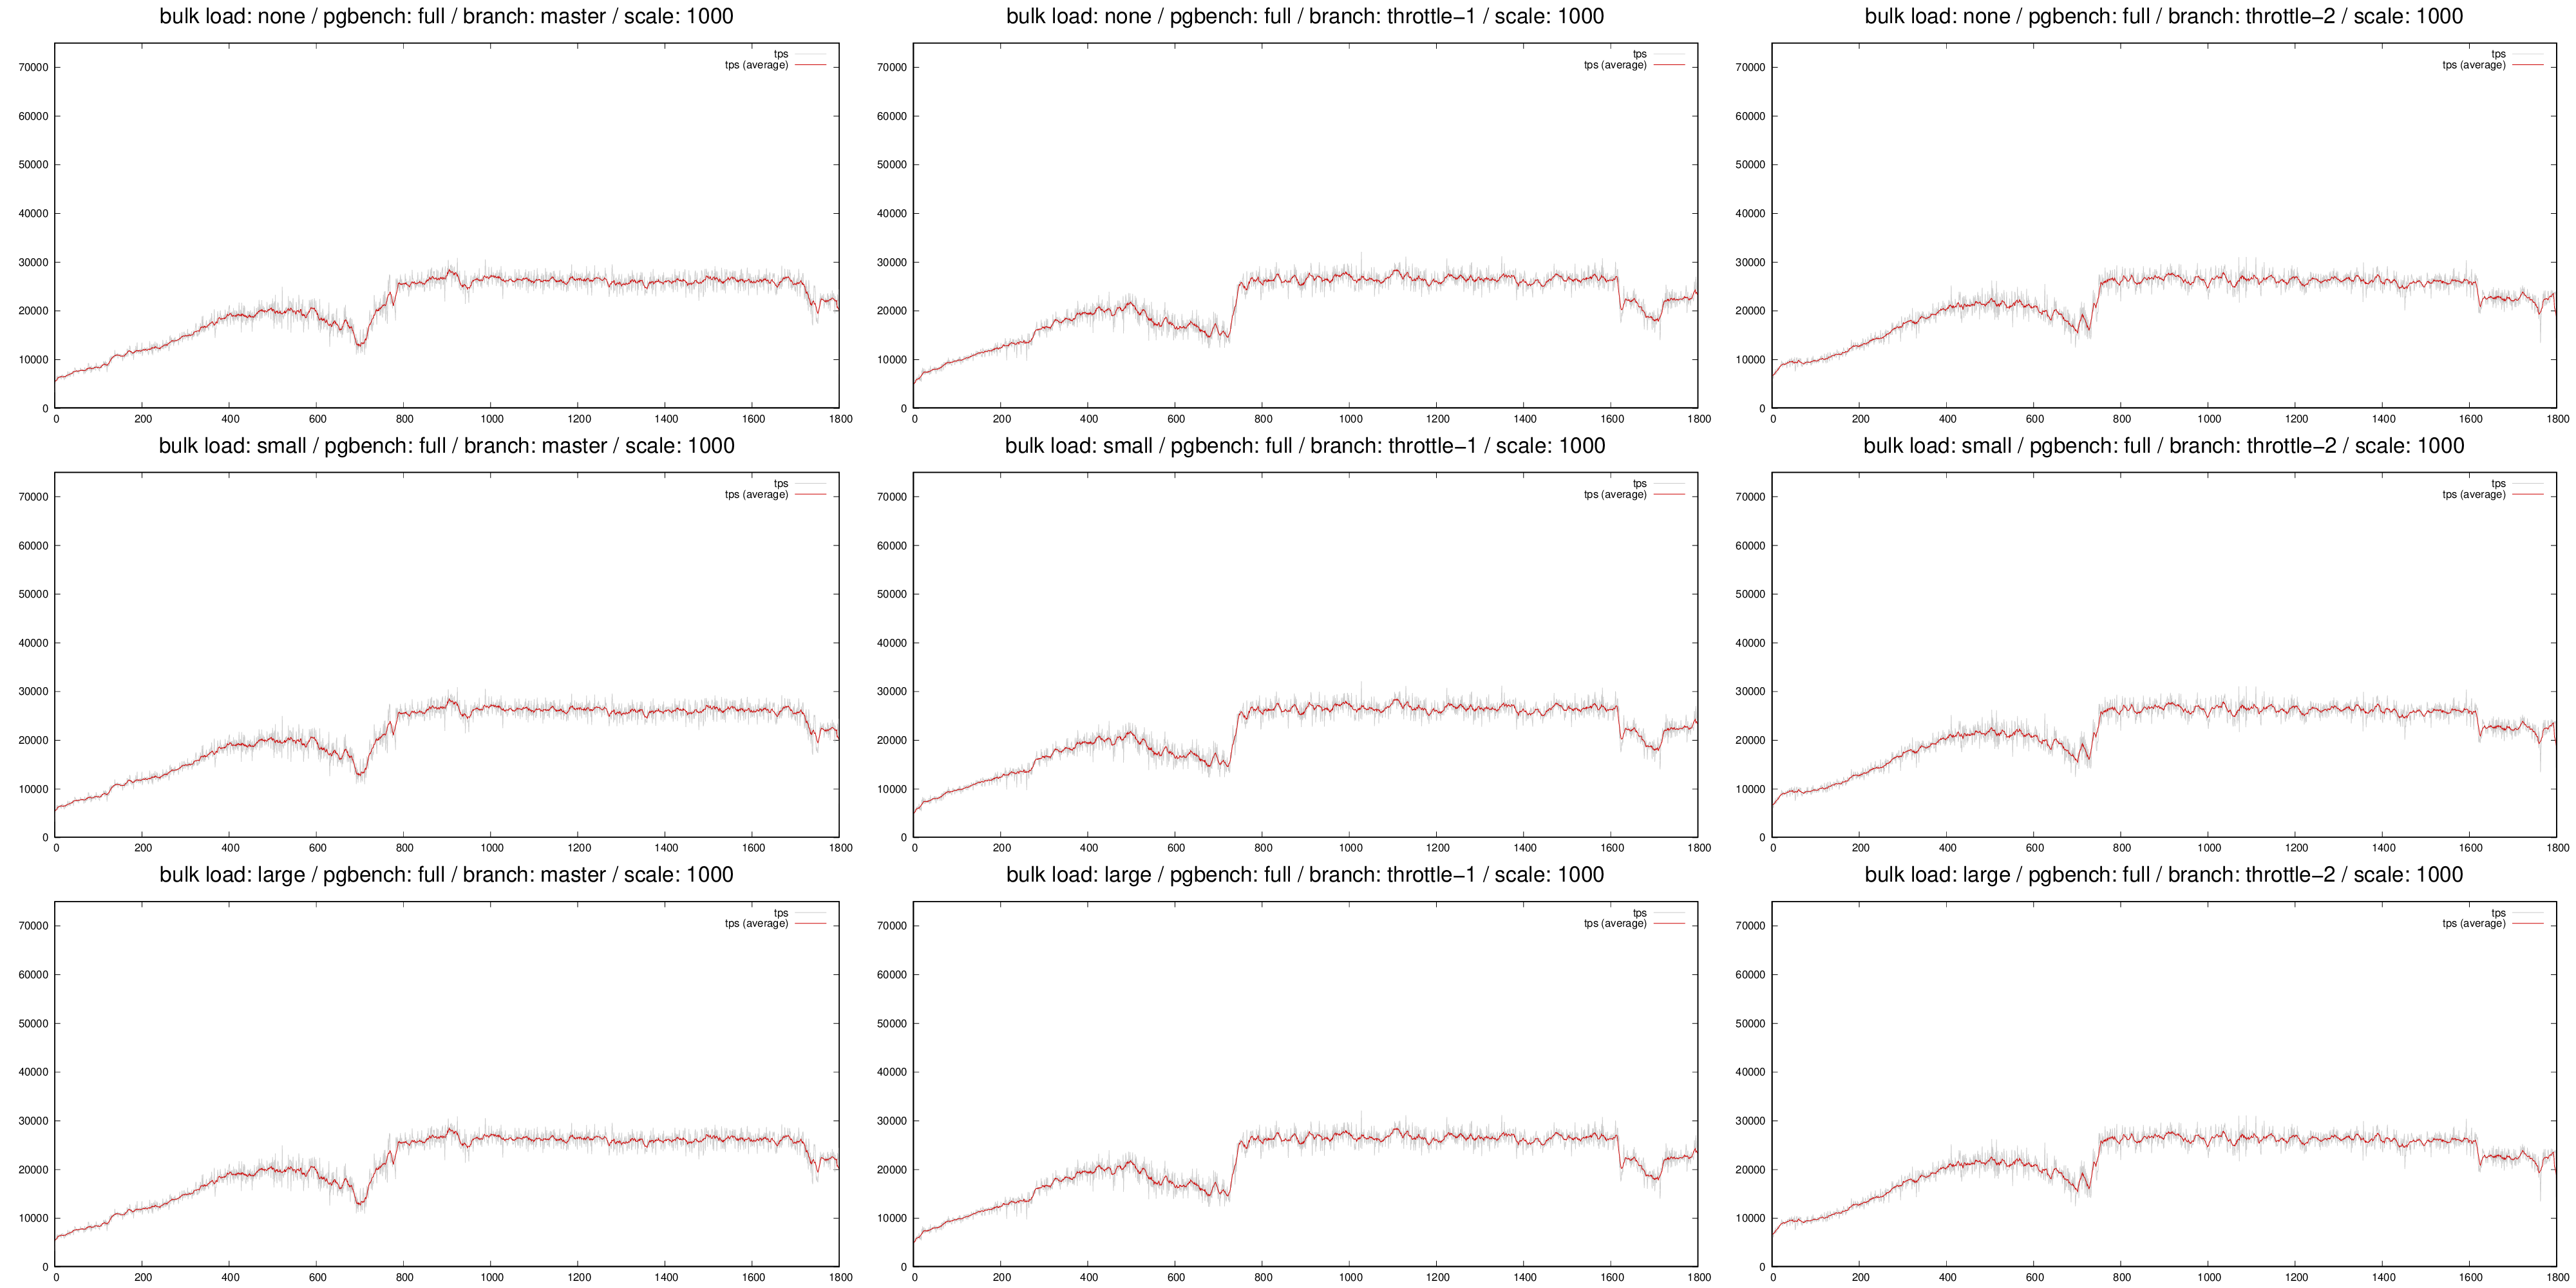 bulk load: none / pgbench: full / branch: master / scale: 1000
tps
tps (average)
70000
60000
50000
40000
30000
20000
10000
0
0 200 400 600 800 1000 1200 1400 1600 1800
bulk load: none / pgbench: full / branch: throttle−1 / scale: 1000
tps
tps (average)
70000
60000
50000
40000
30000
20000
10000
0
0 200 400 600 800 1000 1200 1400 1600 1800
bulk load: none / pgbench: full / branch: throttle−2 / scale: 1000
tps
tps (average)
70000
60000
50000
40000
30000
20000
10000
0
0 200 400 600 800 1000 1200 1400 1600 1800
bulk load: small / pgbench: full / branch: master / scale: 1000
tps
tps (average)
70000
60000
50000
40000
30000
20000
10000
0
0 200 400 600 800 1000 1200 1400 1600 1800
bulk load: small / pgbench: full / branch: throttle−1 / scale: 1000
tps
tps (average)
70000
60000
50000
40000
30000
20000
10000
0
0 200 400 600 800 1000 1200 1400 1600 1800
bulk load: small / pgbench: full / branch: throttle−2 / scale: 1000
tps
tps (average)
70000
60000
50000
40000
30000
20000
10000
0
0 200 400 600 800 1000 1200 1400 1600 1800
bulk load: large / pgbench: full / branch: master / scale: 1000
tps
tps (average)
70000
60000
50000
40000
30000
20000
10000
0
0 200 400 600 800 1000 1200 1400 1600 1800
bulk load: large / pgbench: full / branch: throttle−1 / scale: 1000
tps
tps (average)
70000
60000
50000
40000
30000
20000
10000
0
0 200 400 600 800 1000 1200 1400 1600 1800
bulk load: large / pgbench: full / branch: throttle−2 / scale: 1000
tps
tps (average)
70000
60000
50000
40000
30000
20000
10000
0
0 200 400 600 800 1000 1200 1400 1600 1800